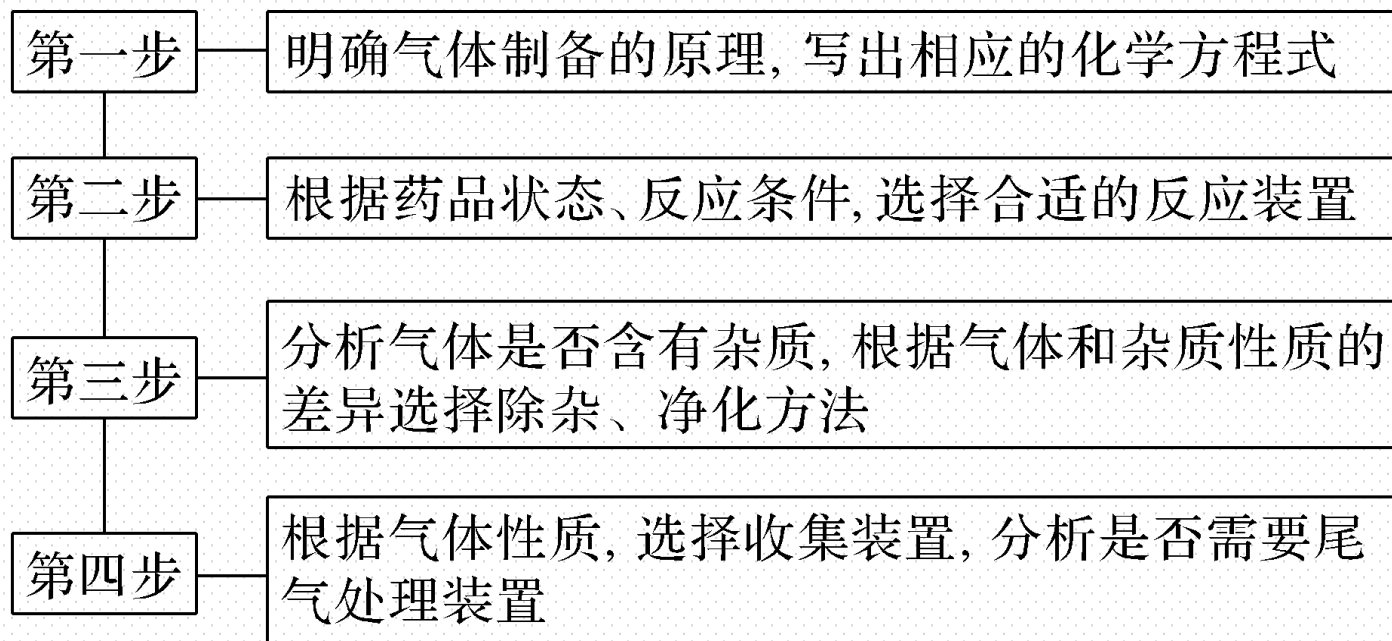 第一步 明确气体制备的原理,写出相应的化学方程式
第二步 根据药品状态、反应条件,选择合适的反应装置
第三步 分析气体是否含有杂质,根据气体和杂质性质的
差异选择除杂、净化方法
第四步 根据气体性质,选择收集装置,分析是否需要尾
气处理装置